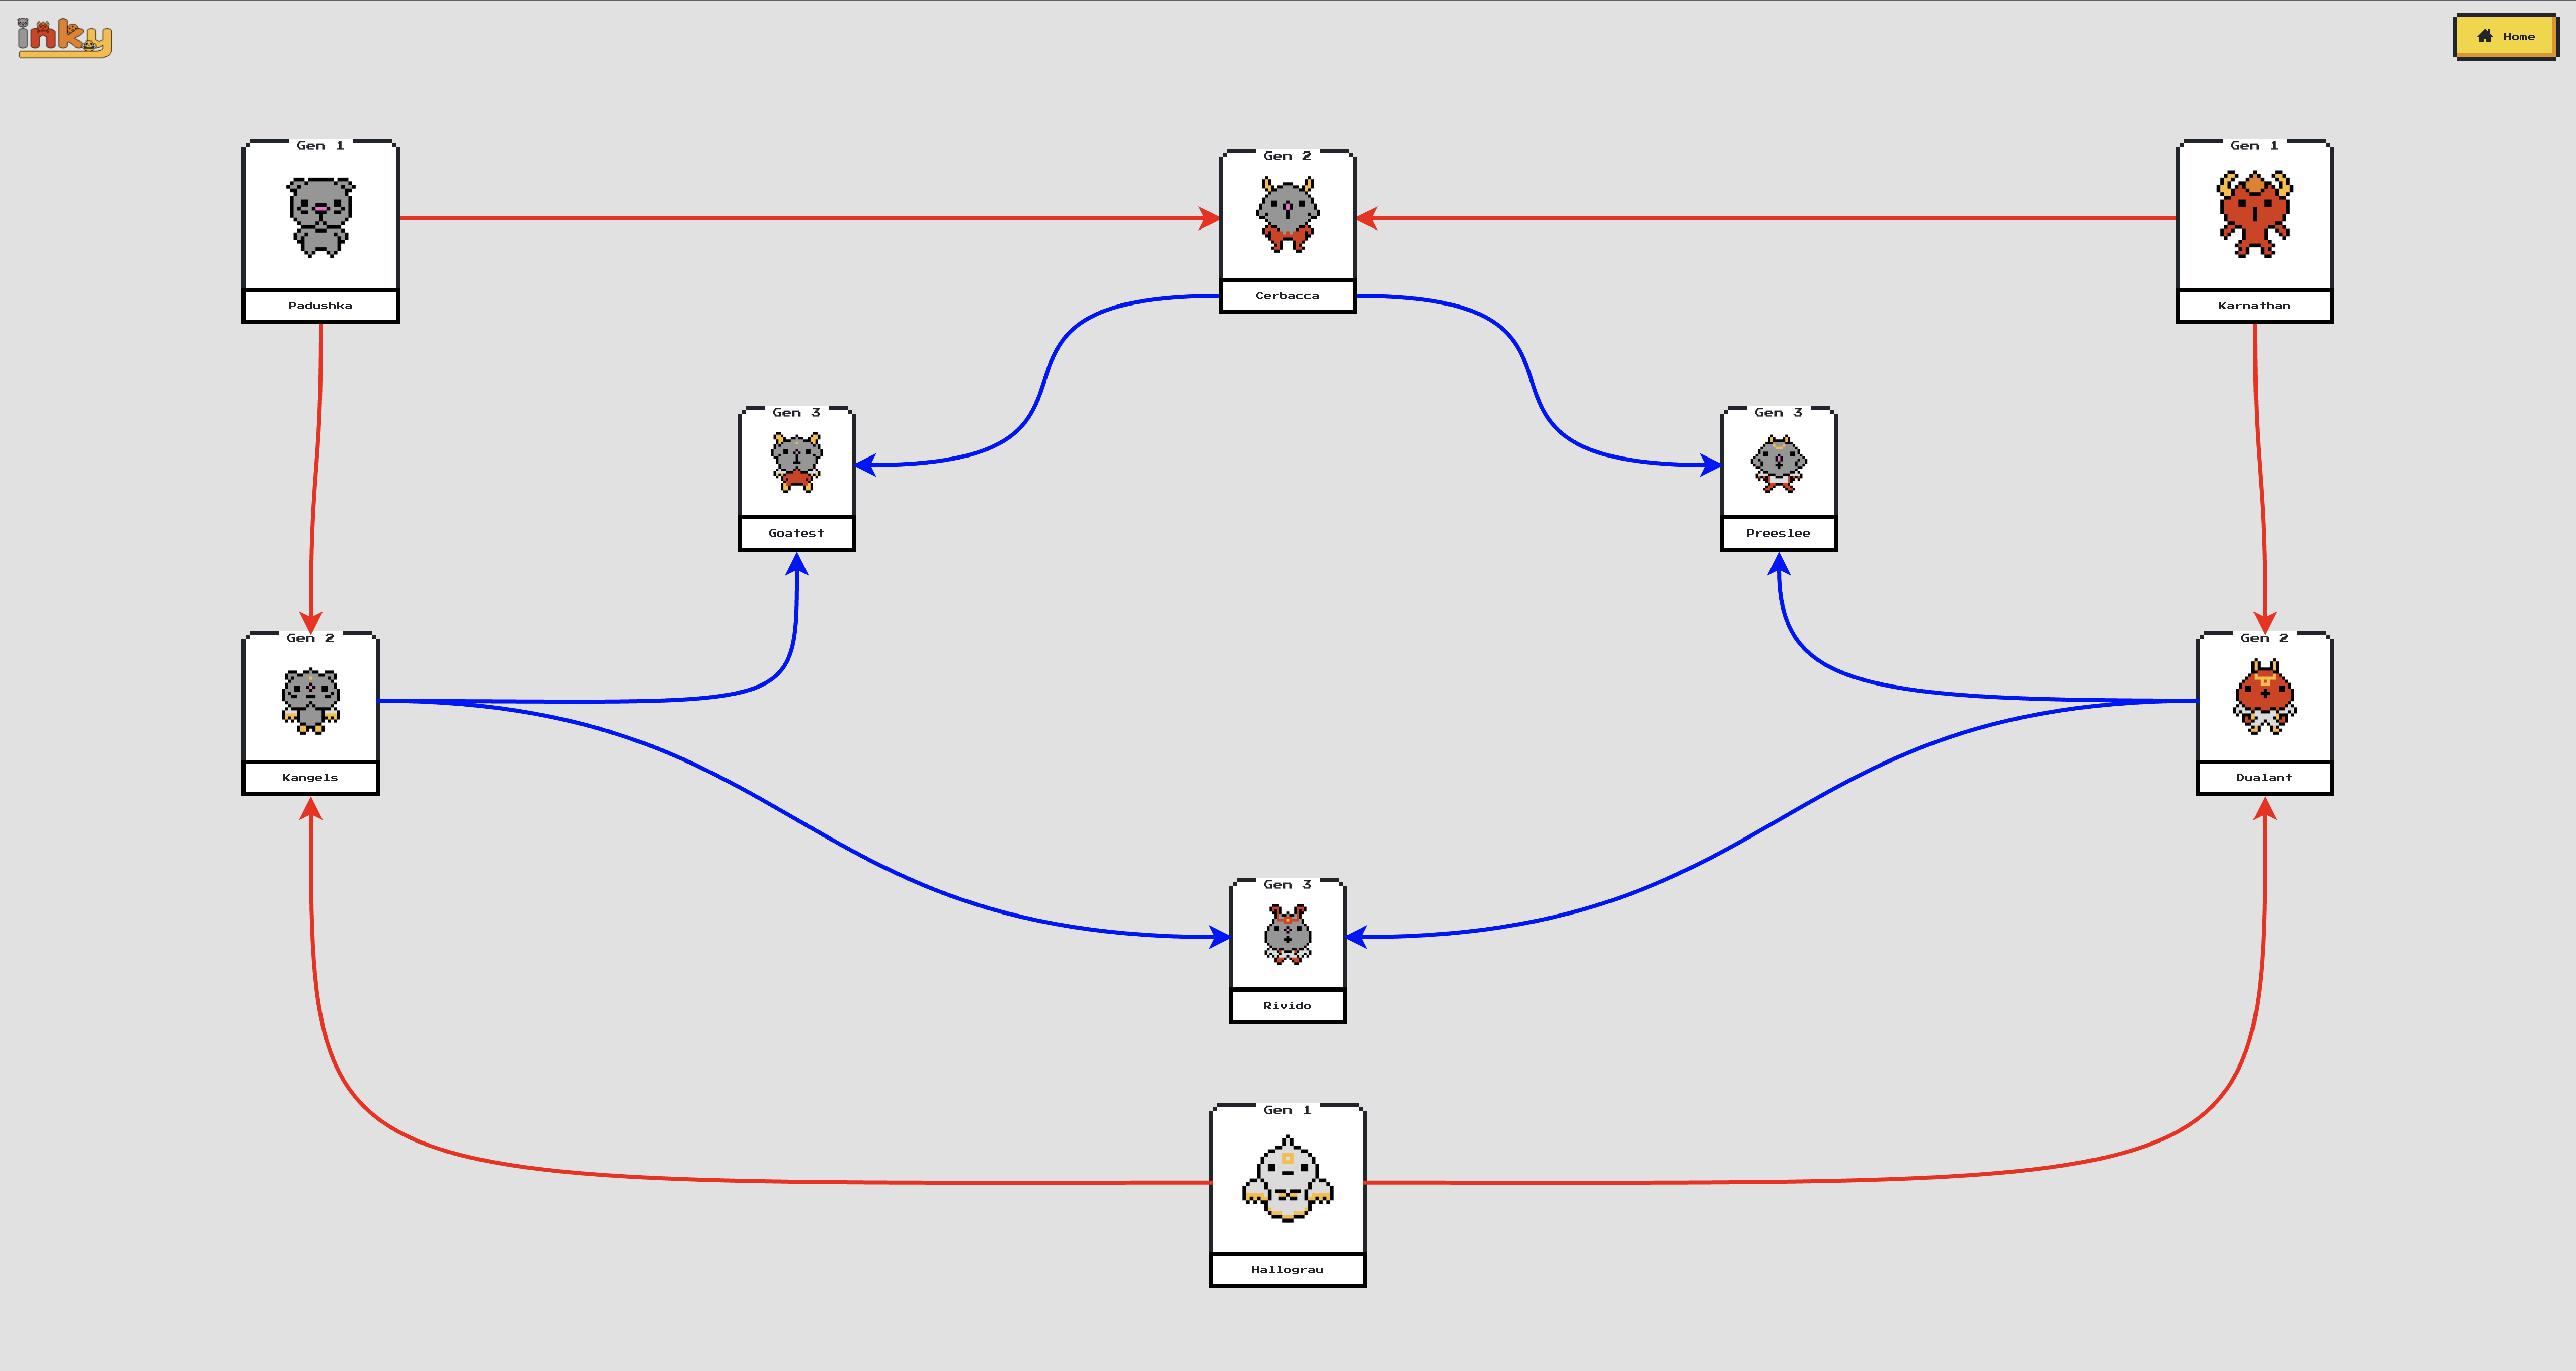 inky
Home
Gen 1
Padushka
Gen 2
Cerbacca
Gen 1
Karnathan
Gen 3
Goatest
Gen 3
Preeslee
Gen 2
Kangels
Gen 2
Dualant
Gen 3
Rivido
Gen 1
Hallograu